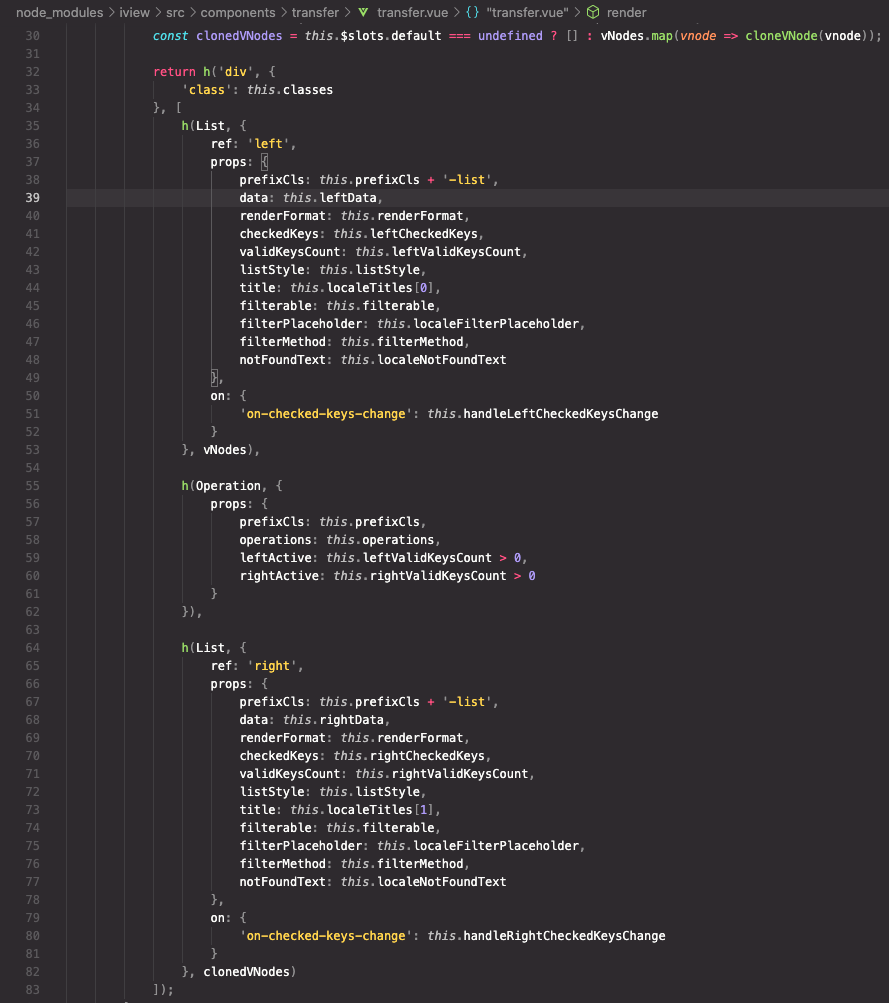 node_modules > iview > src > components > transfer > transfer.vue > {} "transfer.vue" > render
30 const clonedVNodes = this.$slots.default === undefined ? [] : vNodes.map(vnode => cloneVNode(vnode));
31
32 return h('div', {
33 'class': this.classes
34 }, [
35 h(List, {
36 ref: 'left',
37 props: {
38 prefixCls: this.prefixCls + '-list',
39 data: this.leftData,
40 renderFormat: this.renderFormat,
41 checkedKeys: this.leftCheckedKeys,
42 validKeysCount: this.leftValidKeysCount,
43 listStyle: this.listStyle,
44 title: this.localeTitles[0],
45 filterable: this.filterable,
46 filterPlaceholder: this.localeFilterPlaceholder,
47 filterMethod: this.filterMethod,
48 notFoundText: this.localeNotFoundText
49 },
50 on: {
51 'on-checked-keys-change': this.handleLeftCheckedKeysChange
52 }
53 }, vNodes),
54
55 h(Operation, {
56 props: {
57 prefixCls: this.prefixCls,
58 operations: this.operations,
59 leftActive: this.leftValidKeysCount > 0,
60 rightActive: this.rightValidKeysCount > 0
61 }
62 }),
63
64 h(List, {
65 ref: 'right',
66 props: {
67 prefixCls: this.prefixCls + '-list',
68 data: this.rightData,
69 renderFormat: this.renderFormat,
70 checkedKeys: this.rightCheckedKeys,
71 validKeysCount: this.rightValidKeysCount,
72 listStyle: this.listStyle,
73 title: this.localeTitles[1],
74 filterable: this.filterable,
75 filterPlaceholder: this.localeFilterPlaceholder,
76 filterMethod: this.filterMethod,
77 notFoundText: this.localeNotFoundText
78 },
79 on: {
80 'on-checked-keys-change': this.handleRightCheckedKeysChange
81 }
82 }, clonedVNodes)
83 ]);